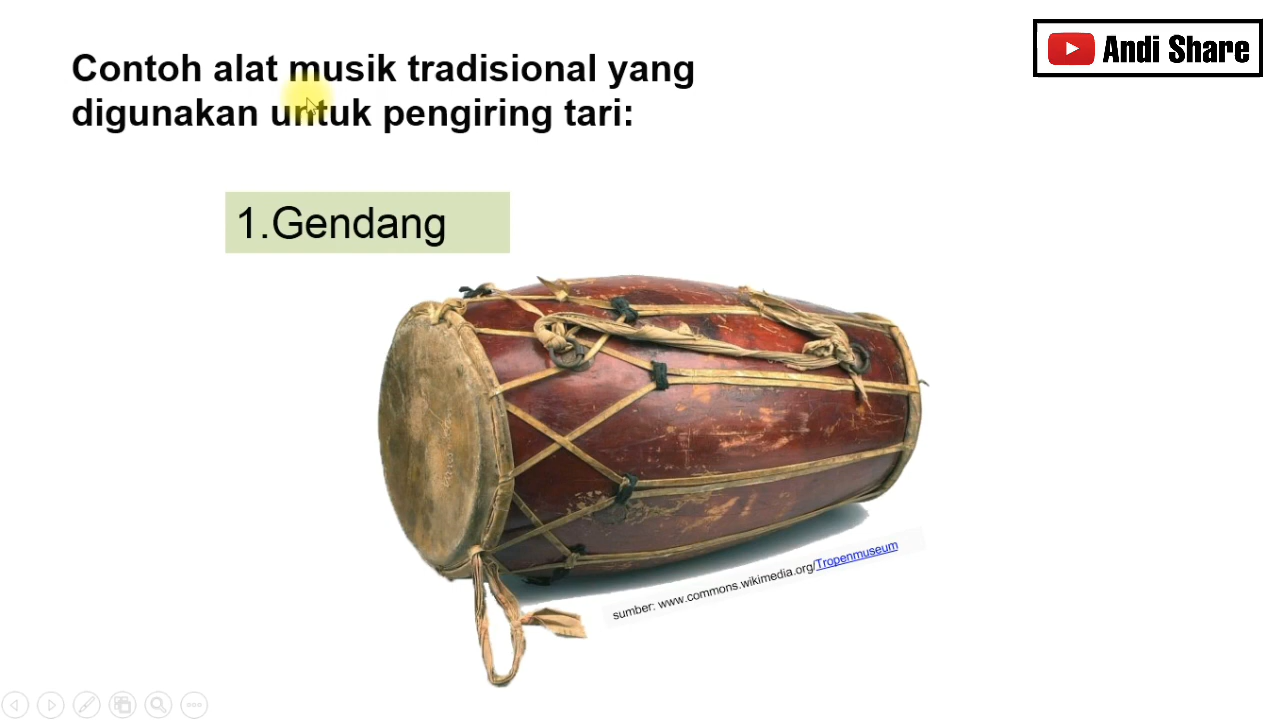 Andi Share
Contoh alat musik tradisional yang
digunakan untuk pengiring tari:
1.Gendang
sumber: www.commons.wikimedia.org/Tropenmuseum